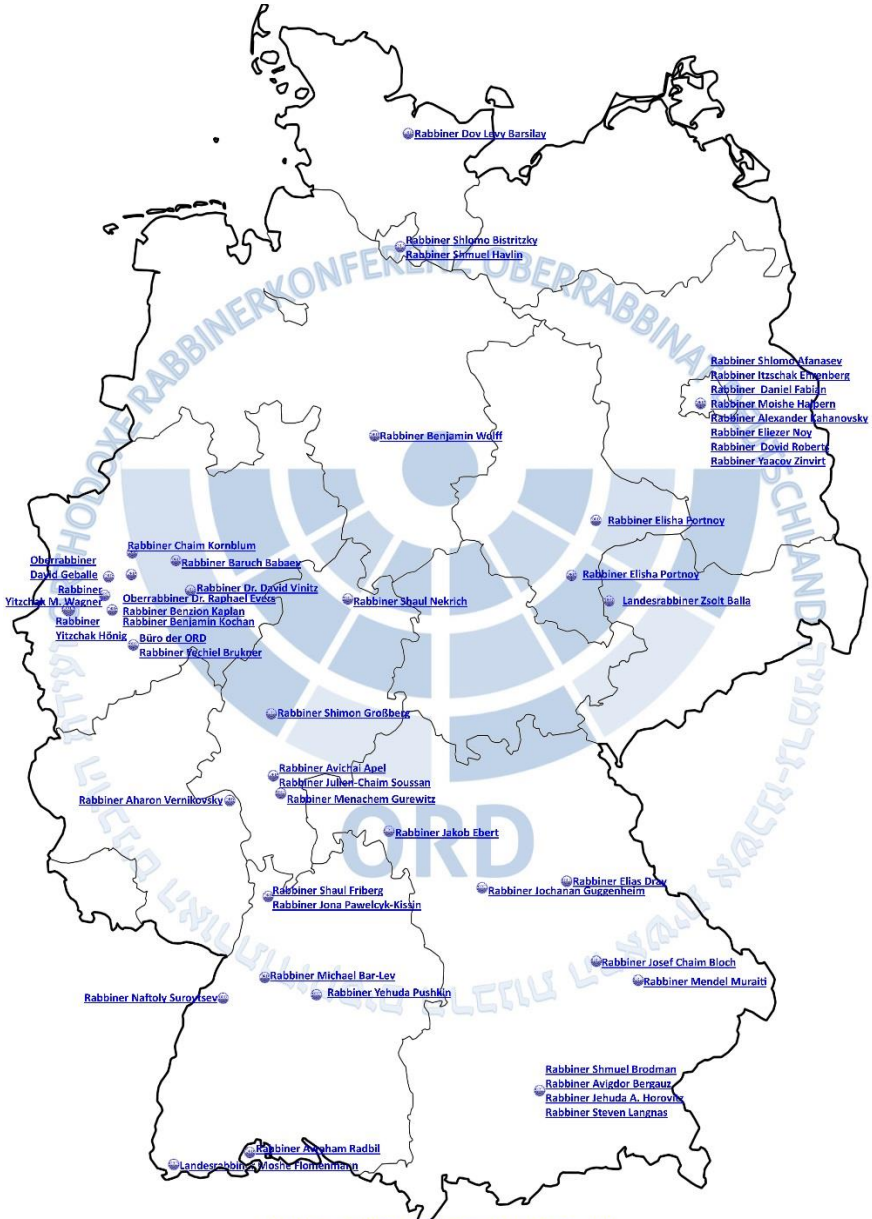 Rabbiner Dov Levy Barsilay
Rabbiner Shlomo Bistritzky
Rabbiner Shmuel Havlin
ORTHODOXE RABBINERKONFERENZ OBERRABBINAT DEUTSCHLAND
Rabbiner Shlomo Afanasev
Rabbiner Itzschak Ehrenberg
Rabbiner Daniel Fabian
Rabbiner Moishe Halpern
Rabbiner Alexander Kahanovsky
Rabbiner Eliezer Noy
Rabbiner Dovid Roberts
Rabbiner Yaacov Zinvirt
Rabbiner Benjamin Wolff
Rabbiner Elisha Portnoy
Rabbiner Chaim Kornblum
Rabbiner Baruch Babaev
Oberrabbiner
David Geballe
Rabbiner Elisha Portnoy
Rabbiner
Yitzchak M. Wagner
Rabbiner Dr. David Vinitz
Oberrabbiner Dr. Raphael Evers
Rabbiner Benzion Kaplan
Rabbiner Benjamin Kochan
Rabbiner
Yitzchak Hönig
Rabbiner Shaul Nekrich
Landesrabbiner Zsolt Balla
Büro der ORD
Rabbiner Yechiel Brukner
Rabbiner Shimon Großberg
Rabbiner Avichai Apel
Rabbiner Julien-Chaim Soussan
Rabbiner Menachem Gurewitz
Rabbiner Aharon Vernikovsky
Rabbiner Jakob Ebert
ORD
Rabbiner Elias Dray
Rabbiner Jochanan Guggenheim
Rabbiner Shaul Friberg
Rabbiner Jona Pawelcyk-Kissin
Rabbiner Josef Chaim Bloch
Rabbiner Mendel Muraiti
Rabbiner Michael Bar-Lev
Rabbiner Yehuda Pushkin
Rabbiner Naftoly Surovtsev
Rabbiner Shmuel Brodman
Rabbiner Avigdor Bergauz
Rabbiner Jehuda A. Horovitz
Rabbiner Steven Langnas
Rabbiner Avraham Radbil
Landesrabbiner Moshe Flomenmann